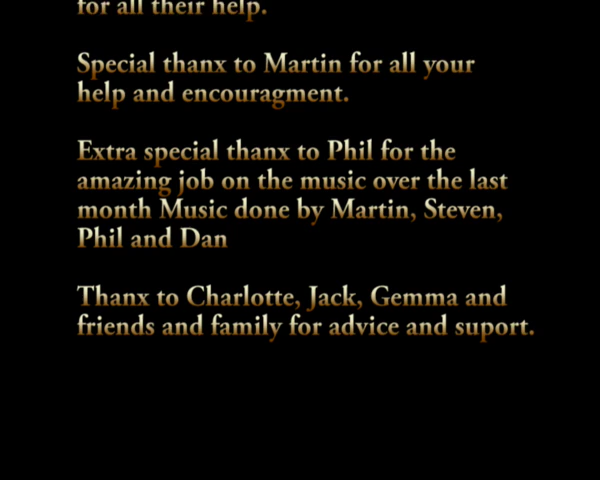 for all their help.
Special thanx to Martin for all your
help and encouragment.
Extra special thanx to Phil for the
amazing job on the music over the last
month Music done by Martin, Steven,
Phil and Dan
Thanx to Charlotte, Jack, Gemma and
friends and family for advice and suport.